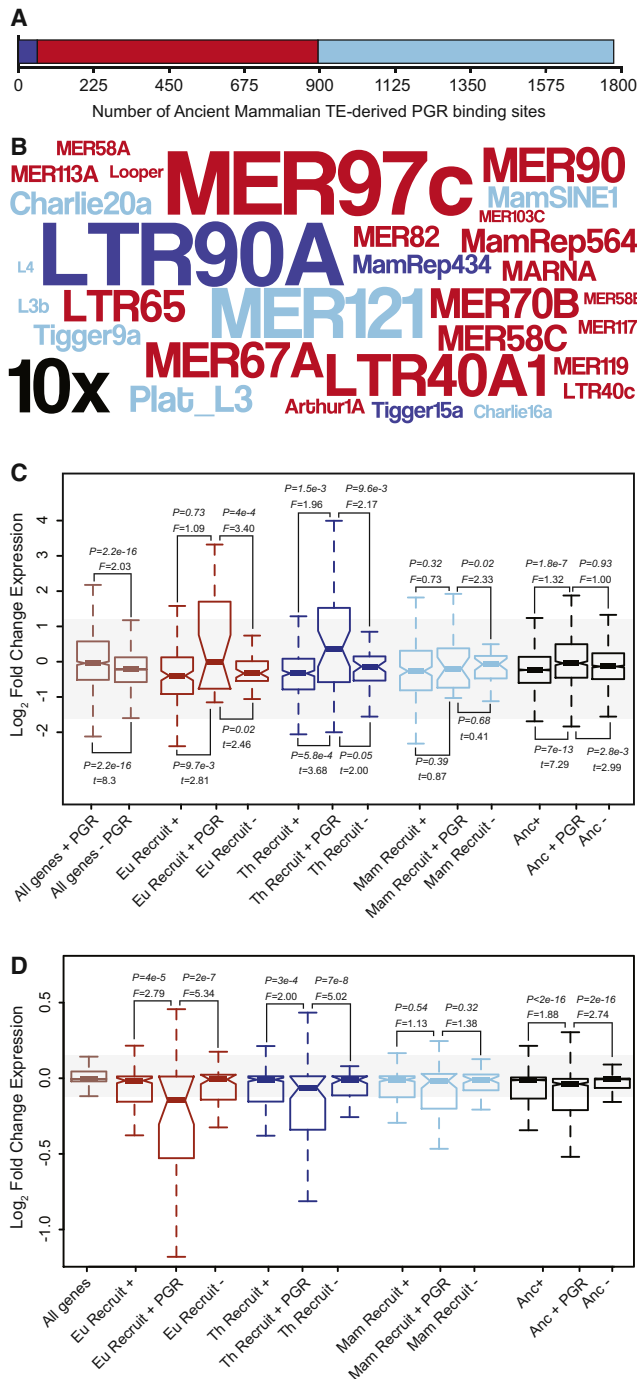 A
0 225 450 675 900 1125 1350 1575 1800
Number of Ancient Mammalian TE-derived PGR binding sites
B
MER58A
MER113A Looper
Charlie20a
MER97c
MER90
MamSINE1
MER103C
L4
LTR90A
MER82
MamRep564
MamRep434
MARNA
L3b
LTR65
MER121
MER70B
Tigger9a
MER58C
MER117
10x
MER67A
LTR40A1
MER119
LTR40c
Plat_L3
Arthur1A
Tigger15a
Charlie16a
C
Log2 Fold Change Expression
4
3
2
1
0
-1
-2
P=2.2e-16
F=2.03
P=0.73
F=1.09
P=4e-4
F=3.40
P=1.5e-3
F=1.96
P=9.6e-3
F=2.17
P=0.32
F=0.73
P=0.02
F=2.33
P=1.8e-7
F=1.32
P=0.93
F=1.00
P=2.2e-16
t=8.3
P=9.7e-3
t=2.81
P=0.02
t=2.46
P=5.8e-4
t=3.68
P=0.05
t=2.00
P=0.39
t=0.87
P=0.68
t=0.41
P=7e-13
t=7.29
P=2.8e-3
t=2.99
All genes + PGR
All genes - PGR
Eu Recruit +
Eu Recruit + PGR
Eu Recruit -
Th Recruit +
Th Recruit + PGR
Th Recruit -
Mam Recruit +
Mam Recruit + PGR
Mam Recruit -
Anc+
Anc + PGR
Anc -
D
Log2 Fold Change Expression
0.5
0.0
-0.5
-1.0
P=4e-5
F=2.79
P=2e-7
F=5.34
P=3e-4
F=2.00
P=7e-8
F=5.02
P=0.54
F=1.13
P=0.32
F=1.38
P<2e-16
F=1.88
P=2e-16
F=2.74
All genes
Eu Recruit +
Eu Recruit + PGR
Eu Recruit -
Th Recruit +
Th Recruit + PGR
Th Recruit -
Mam Recruit +
Mam Recruit + PGR
Mam Recruit -
Anc+
Anc + PGR
Anc -